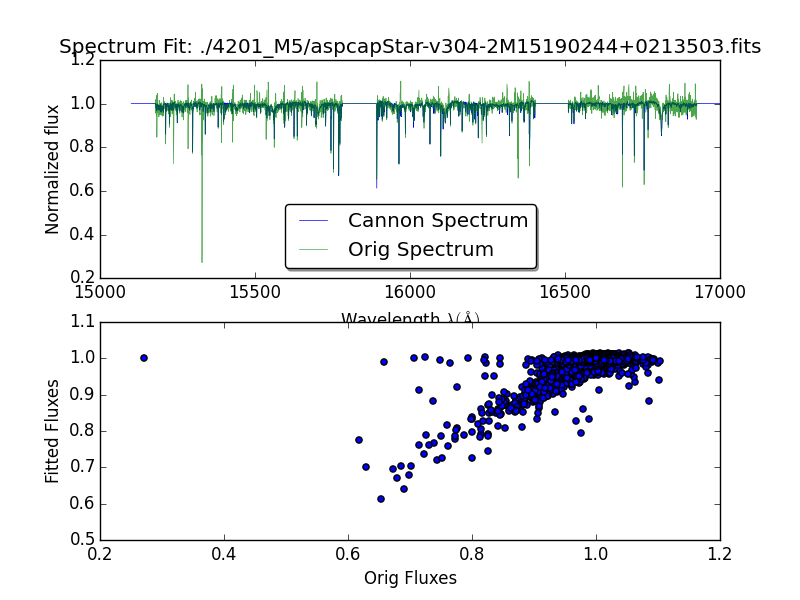 Spectrum Fit: ./4201_M5/aspcapStar-v304-2M15190244+0213503.fits
1.2
1.0
0.8
0.6
0.4
0.2
Normalized flux
Cannon Spectrum
Orig Spectrum
15000 15500 16000 16500 17000
Wavelength λ(Å)
1.1
1.0
0.9
0.8
0.7
0.6
0.5
Fitted Fluxes
0.2 0.4 0.6 0.8 1.0 1.2
Orig Fluxes